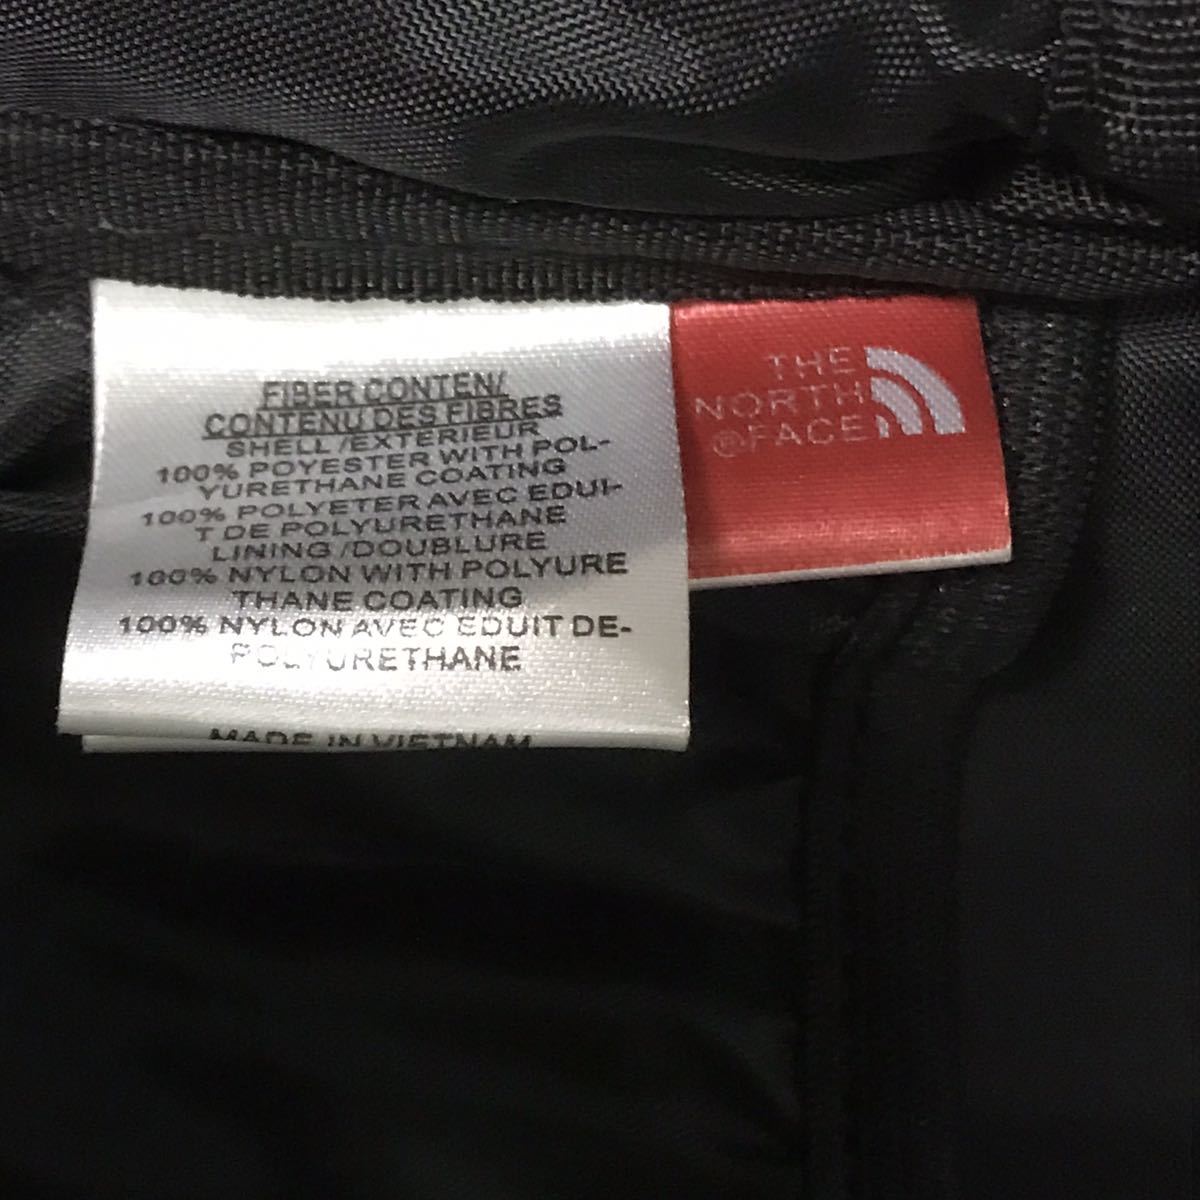 FIBER CONTEN/
CONTENU DES FIBRES
SHELL /EXTERIEUR
100% POYESTER WITH POL-
YURETHANE COATING
100% POLYETER AVEC EDUI-
T DE POLYURETHANE
LINING /DOUBLURE
100% NYLON WITH POLYURE
THANE COATING
100% NYLON AVEC EDUIT DE-
POLYURETHANE
MADE IN VIETNAM
THE
NORTH
®FACE